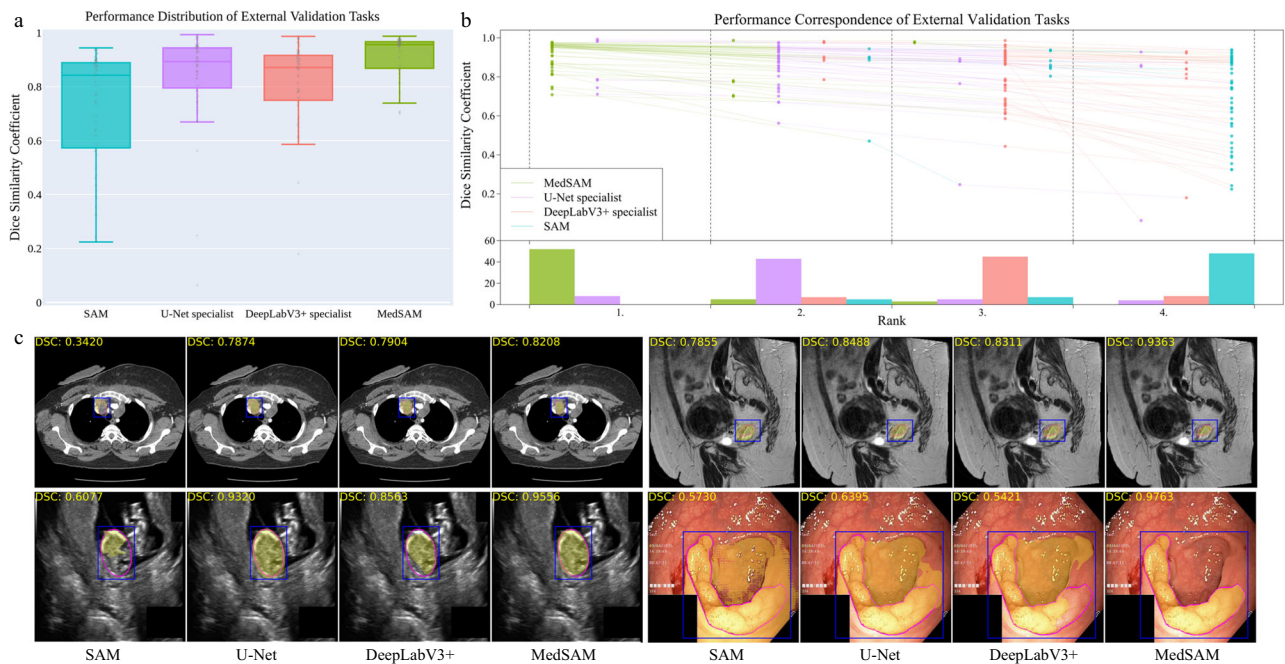 a
Performance Distribution of External Validation Tasks
Dice Similarity Coefficient
1
0.8
0.6
0.4
0.2
0
SAM
U-Net specialist
DeepLabV3+ specialist
MedSAM
b
Performance Correspondence of External Validation Tasks
Dice Similarity Coefficient
1.0
0.8
0.6
0.4
0.2
MedSAM
U-Net specialist
DeepLabV3+ specialist
SAM
60
40
20
0
1.
2.
3.
4.
Rank
c
DSC: 0.3420
DSC: 0.7874
DSC: 0.7904
DSC: 0.8208
DSC: 0.7855
DSC: 0.8488
DSC: 0.8311
DSC: 0.9363
DSC: 0.6077
DSC: 0.9320
DSC: 0.8563
DSC: 0.9556
DSC: 0.5730
DSC: 0.6395
DSC: 0.5421
DSC: 0.9763
SAM
U-Net
DeepLabV3+
MedSAM
SAM
U-Net
DeepLabV3+
MedSAM